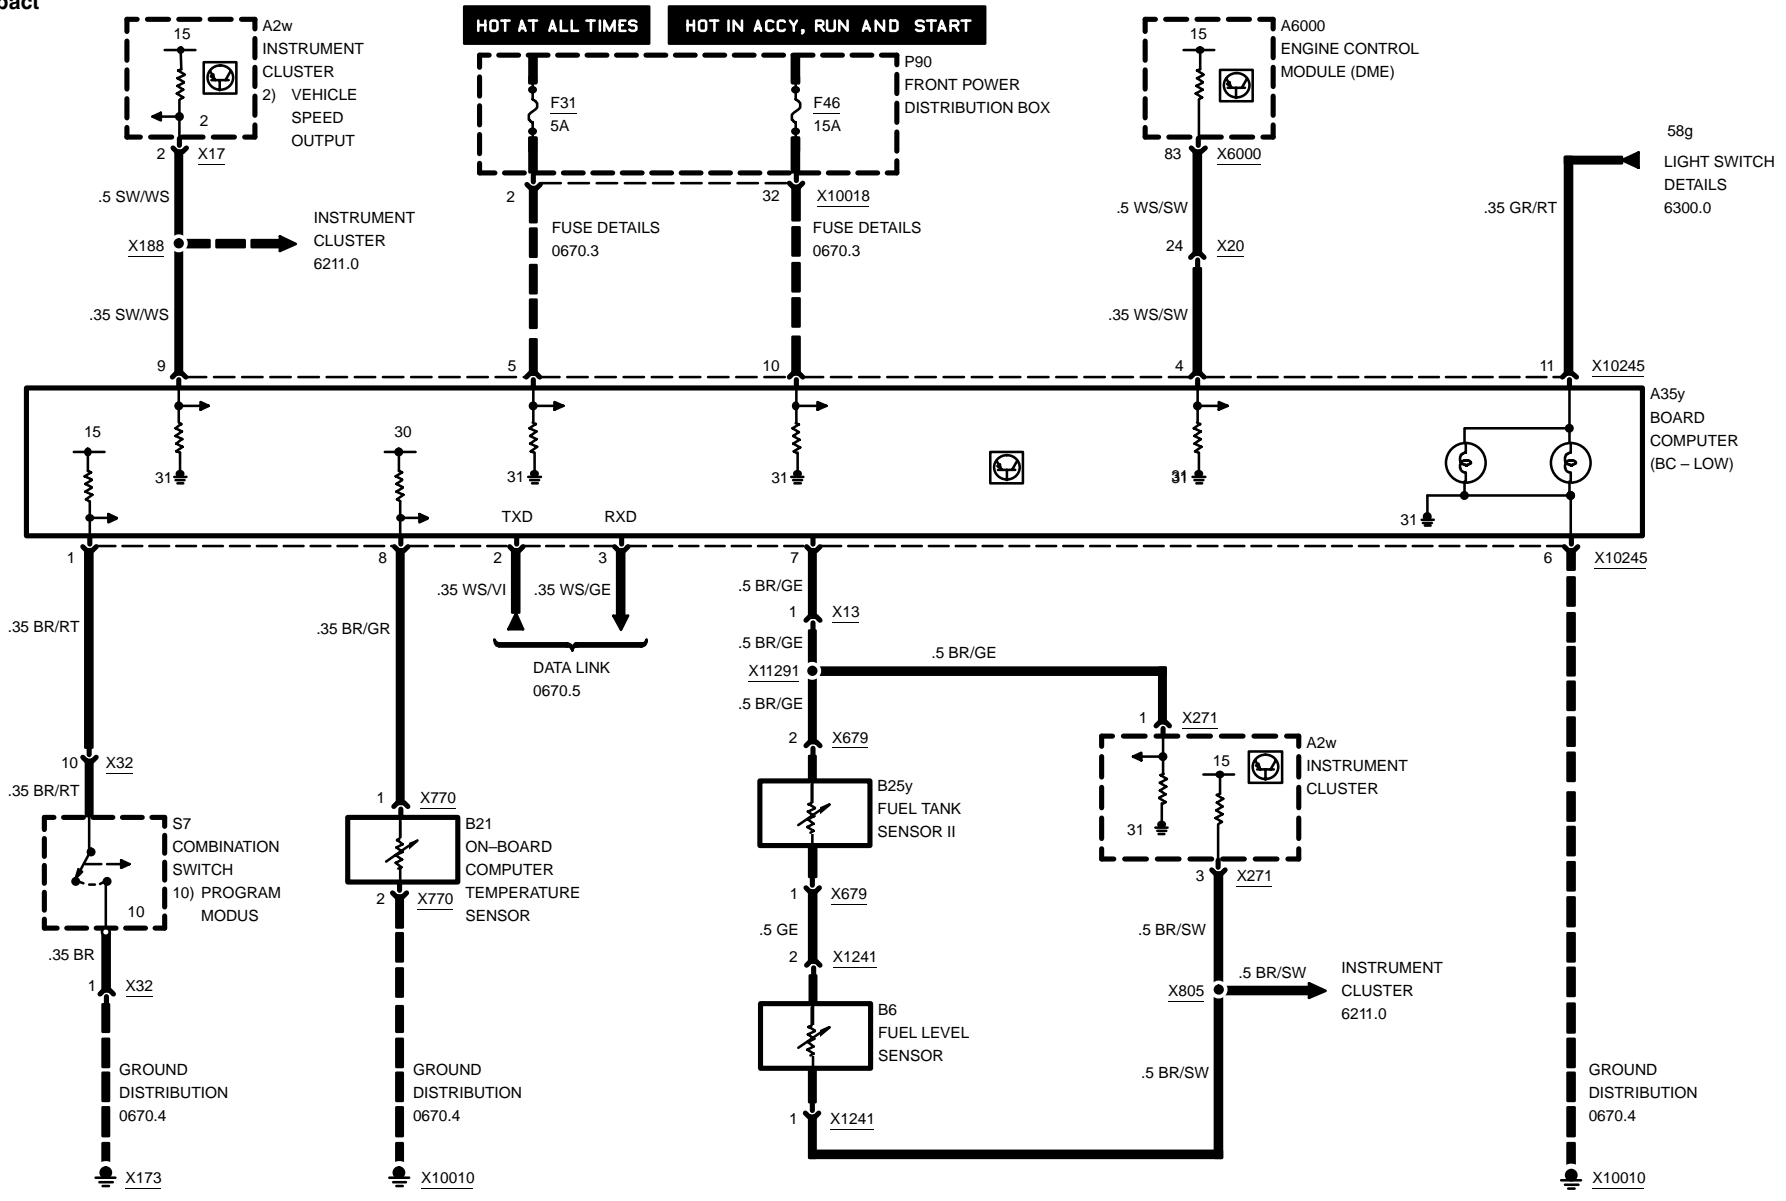 pact
HOT AT ALL TIMES
HOT IN ACCY, RUN AND START
15
A2w
INSTRUMENT
CLUSTER
2) VEHICLE
SPEED
OUTPUT
2
2 X17
.5 SW/WS
X188
INSTRUMENT
CLUSTER
6211.0
.35 SW/WS
9
F31
5A
F46
15A
P90
FRONT POWER
DISTRIBUTION BOX
2
32 X10018
FUSE DETAILS
0670.3
FUSE DETAILS
0670.3
5
10
15
A6000
ENGINE CONTROL
MODULE (DME)
83 X6000
.5 WS/SW
24 X20
.35 WS/SW
4
58g
LIGHT SWITCH
DETAILS
6300.0
.35 GR/RT
11 X10245
A35y
BOARD
COMPUTER
(BC – LOW)
15
31
30
31
31
31
31
TXD
RXD
1
8
2
3
7
6 X10245
.35 BR/RT
10 X32
.35 BR/RT
S7
COMBINATION
SWITCH
10) PROGRAM
MODUS
10
.35 BR
1 X32
GROUND
DISTRIBUTION
0670.4
X173
.35 BR/GR
1 X770
B21
ON–BOARD
COMPUTER
TEMPERATURE
SENSOR
2 X770
GROUND
DISTRIBUTION
0670.4
X10010
.35 WS/VI
.35 WS/GE
DATA LINK
0670.5
.5 BR/GE
1 X13
.5 BR/GE
X11291
.5 BR/GE
.5 BR/GE
2 X679
B25y
FUEL TANK
SENSOR II
1 X679
.5 GE
2 X1241
B6
FUEL LEVEL
SENSOR
1 X1241
1 X271
A2w
INSTRUMENT
CLUSTER
15
31
3 X271
.5 BR/SW
X805
.5 BR/SW
INSTRUMENT
CLUSTER
6211.0
.5 BR/SW
GROUND
DISTRIBUTION
0670.4
X10010